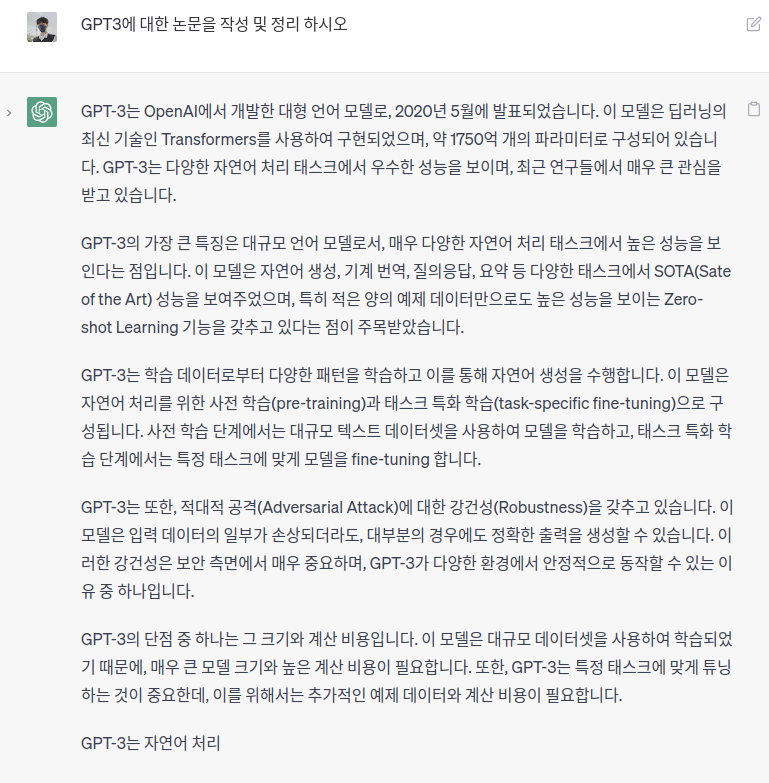 GPT3에 대한 논문을 작성 및 정리 하시오
GPT-3는 OpenAI에서 개발한 대형 언어 모델로, 2020년 5월에 발표되었습니다. 이 모델은 딥러닝의
최신 기술인 Transformers를 사용하여 구현되었으며, 약 1750억 개의 파라미터로 구성되어 있습니
다. GPT-3는 다양한 자연어 처리 태스크에서 우수한 성능을 보이며, 최근 연구들에서 매우 큰 관심을
받고 있습니다.
GPT-3의 가장 큰 특징은 대규모 언어 모델로서, 매우 다양한 자연어 처리 태스크에서 높은 성능을 보
인다는 점입니다. 이 모델은 자연어 생성, 기계 번역, 질의응답, 요약 등 다양한 태스크에서 SOTA(Sate
of the Art) 성능을 보여주었으며, 특히 적은 양의 예제 데이터만으로도 높은 성능을 보이는 Zero-
shot Learning 기능을 갖추고 있다는 점이 주목받았습니다.
GPT-3는 학습 데이터로부터 다양한 패턴을 학습하고 이를 통해 자연어 생성을 수행합니다. 이 모델은
자연어 처리를 위한 사전 학습(pre-training)과 태스크 특화 학습(task-specific fine-tuning)으로 구
성됩니다. 사전 학습 단계에서는 대규모 텍스트 데이터셋을 사용하여 모델을 학습하고, 태스크 특화 학
습 단계에서는 특정 태스크에 맞게 모델을 fine-tuning 합니다.
GPT-3는 또한, 적대적 공격(Adversarial Attack)에 대한 강건성(Robustness)을 갖추고 있습니다. 이
모델은 입력 데이터의 일부가 손상되더라도, 대부분의 경우에도 정확한 출력을 생성할 수 있습니다. 이
러한 강건성은 보안 측면에서 매우 중요하며, GPT-3가 다양한 환경에서 안정적으로 동작할 수 있는 이
유 중 하나입니다.
GPT-3의 단점 중 하나는 그 크기와 계산 비용입니다. 이 모델은 대규모 데이터셋을 사용하여 학습되었
기 때문에, 매우 큰 모델 크기와 높은 계산 비용이 필요합니다. 또한, GPT-3는 특정 태스크에 맞게 튜닝
하는 것이 중요한데, 이를 위해서는 추가적인 예제 데이터와 계산 비용이 필요합니다.
GPT-3는 자연어 처리